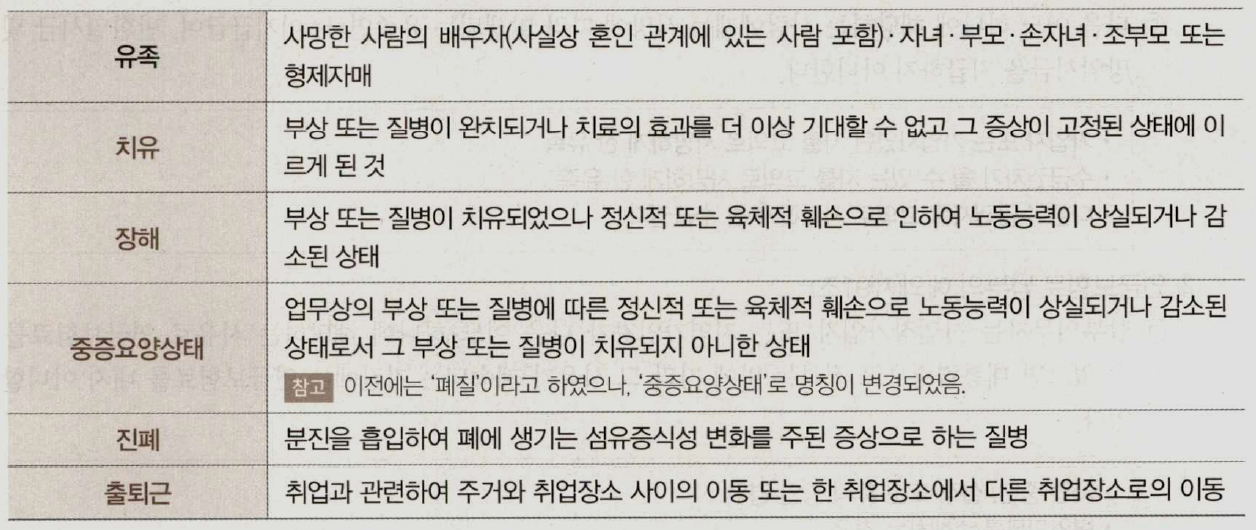 유족
사망한 사람의 배우자(사실상 혼인 관계에 있는 사람 포함)·자녀·부모·손자녀·조부모 또는
형제자매
치유
부상 또는 질병이 완치되거나 치료의 효과를 더 이상 기대할 수 없고 그 증상이 고정된 상태에 이
르게 된 것
장해
부상 또는 질병이 치유되었으나 정신적 또는 육체적 훼손으로 인하여 노동능력이 상실되거나 감
소된 상태
중증요양상태
업무상의 부상 또는 질병에 따른 정신적 또는 육체적 훼손으로 노동능력이 상실되거나 감소된
상태로서 그 부상 또는 질병이 치유되지 아니한 상태
참고 이전에는 '폐질'이라고 하였으나, '중증요양상태'로 명칭이 변경되었음.
진폐
분진을 흡입하여 폐에 생기는 섬유증식성 변화를 주된 증상으로 하는 질병
출퇴근
취업과 관련하여 주거와 취업장소 사이의 이동 또는 한 취업장소에서 다른 취업장소로의 이동